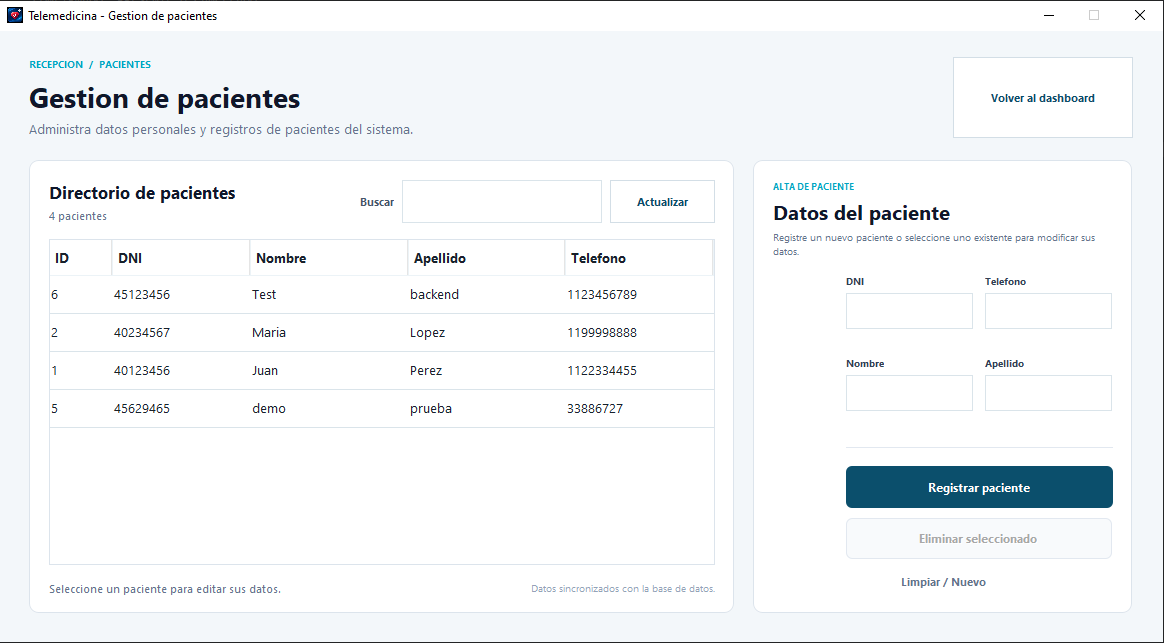 Telemedicina - Gestion de pacientes
RECEPCION / PACIENTES
Gestion de pacientes
Administra datos personales y registros de pacientes del sistema.
Volver al dashboard
Directorio de pacientes
4 pacientes
Buscar
Actualizar
ID DNI Nombre Apellido Telefono
6 45123456 Test backend 1123456789
2 40234567 Maria Lopez 1199998888
1 40123456 Juan Perez 1122334455
5 45629465 demo prueba 33886727
Seleccione un paciente para editar sus datos.
Datos sincronizados con la base de datos.
ALTA DE PACIENTE
Datos del paciente
Registre un nuevo paciente o seleccione uno existente para modificar sus
datos.
DNI Telefono
Nombre Apellido
Registrar paciente
Eliminar seleccionado
Limpiar / Nuevo